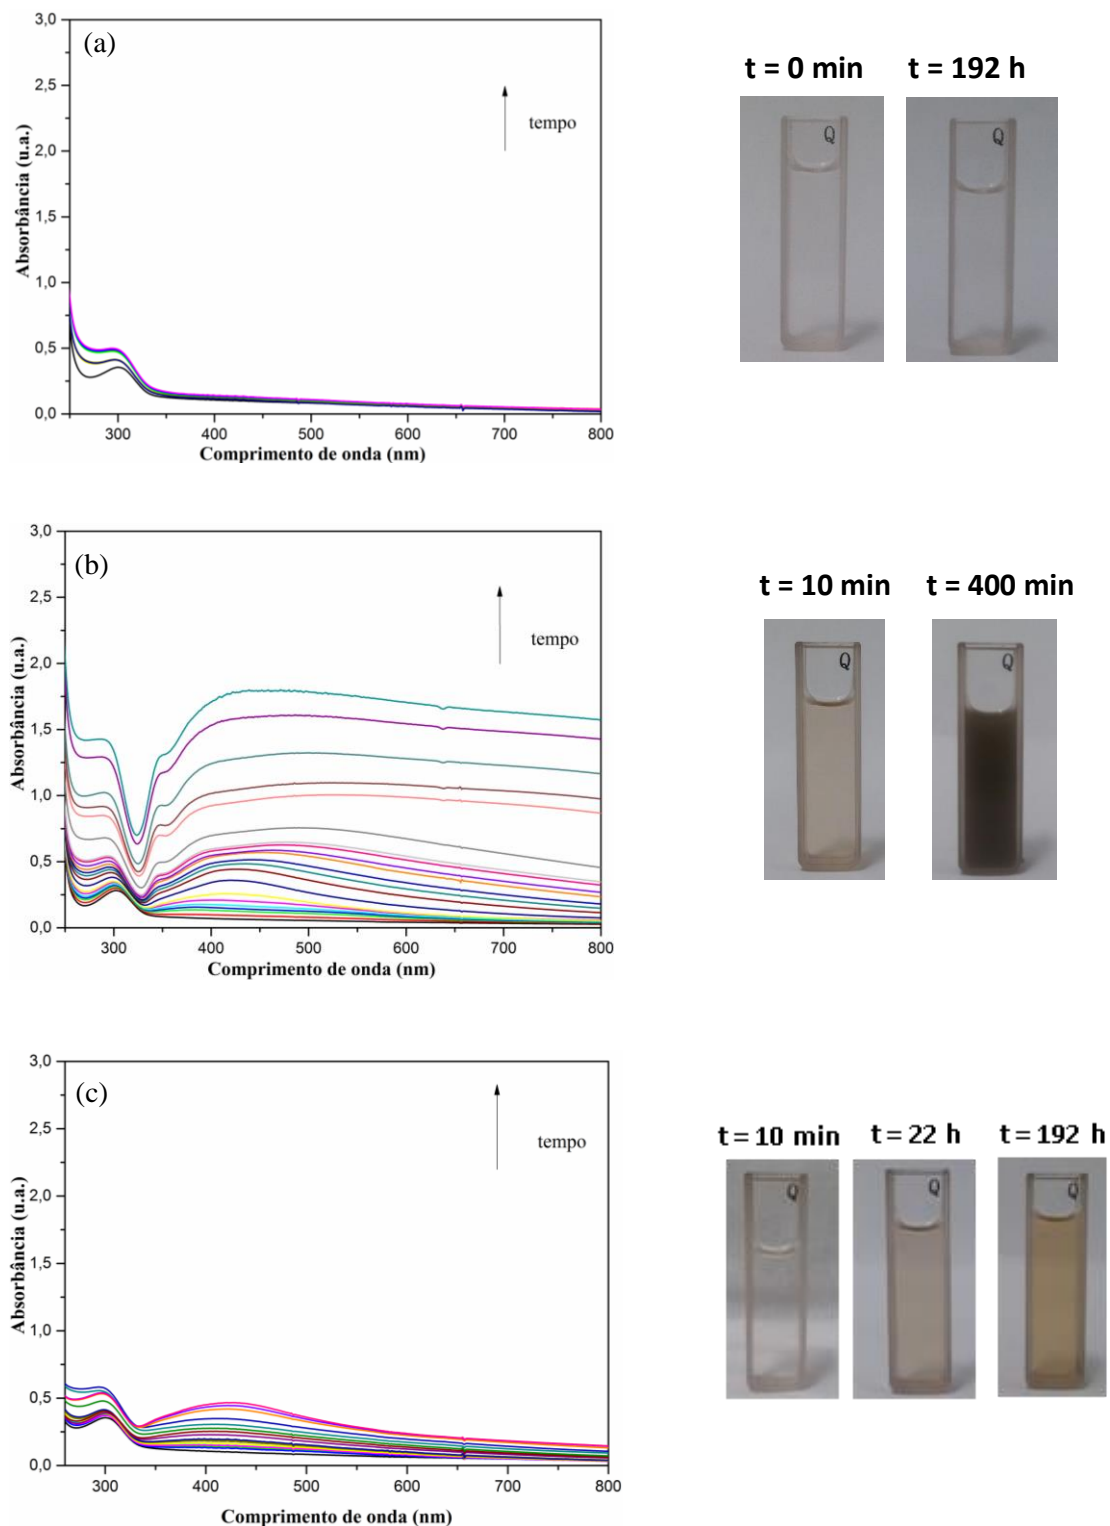 (a)
3,0
2,5
2,0
1,5
1,0
0,5
0,0
Absorbância (u.a.)
tempo
300 400 500 600 700 800
Comprimento de onda (nm)
t = 0 min t = 192 h
Q Q
(b)
3,0
2,5
2,0
1,5
1,0
0,5
0,0
Absorbância (u.a.)
tempo
300 400 500 600 700 800
Comprimento de onda (nm)
t = 10 min t = 400 min
Q Q
(c)
3,0
2,5
2,0
1,5
1,0
0,5
0,0
Absorbância (u.a.)
tempo
300 400 500 600 700 800
Comprimento de onda (nm)
t = 10 min t = 22 h t = 192 h
Q Q Q